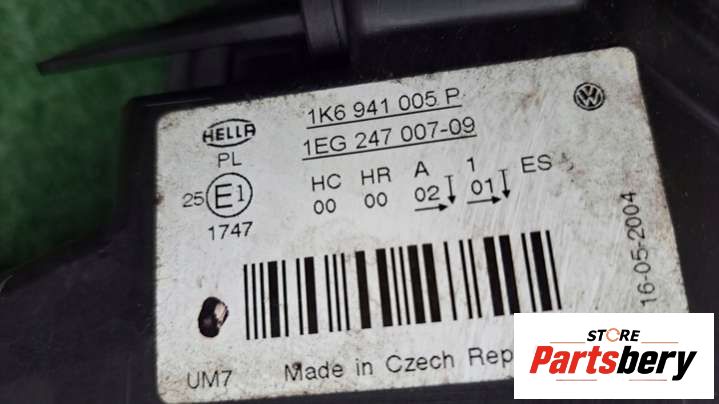 1K6 941 005 P
HELLA
1EG 247 007-09
PL
HC HR A 1 ES
25 E1
00 00 02 01
1747
16-05-2004
UM7 Made in Czech Rep
STORE
Partsbery